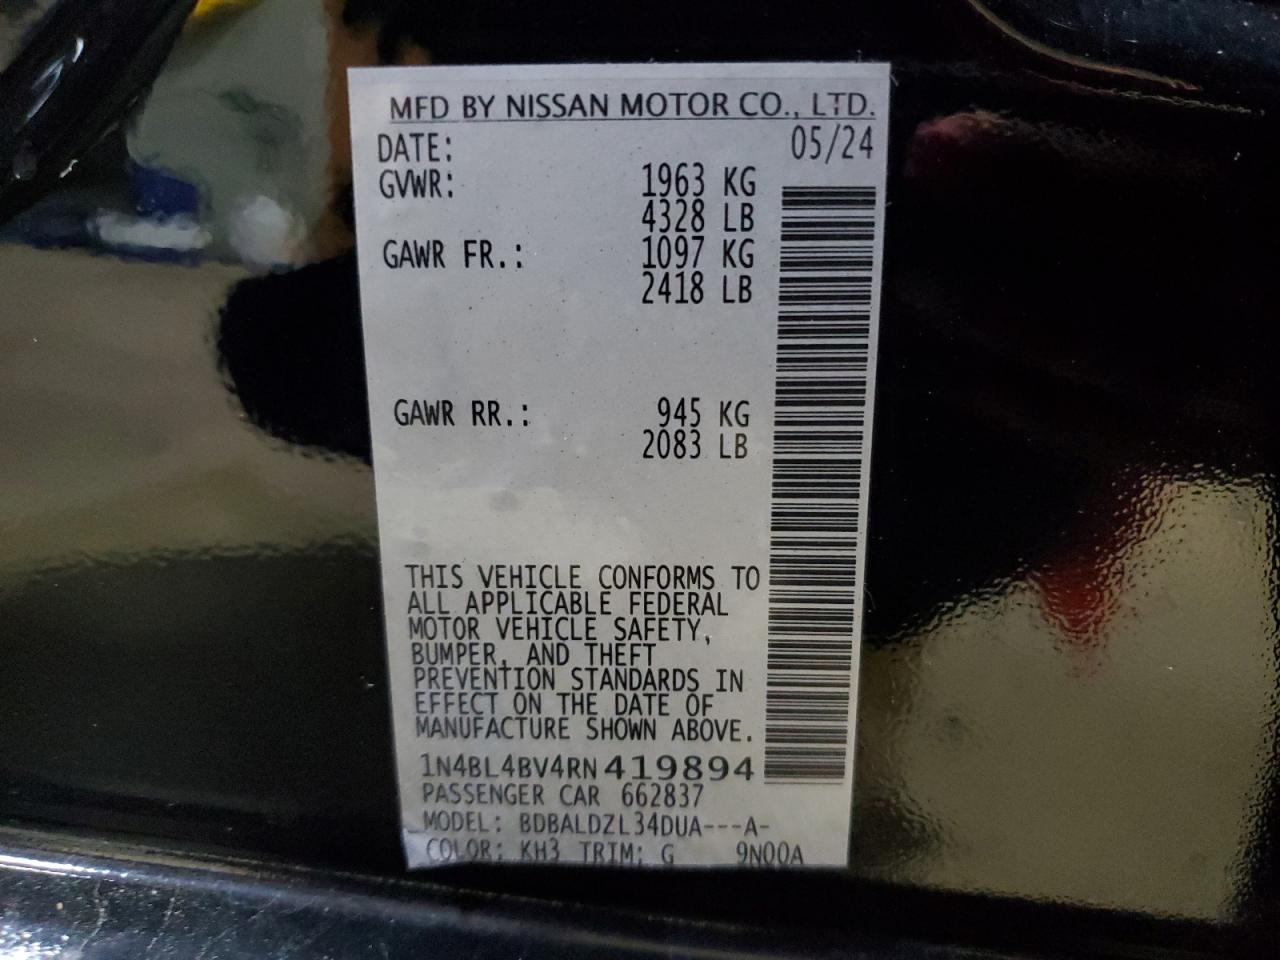 MFD BY NISSAN MOTOR CO., LTD.
DATE: 05/24
GVWR: 1963 KG
4328 LB
GAWR FR.: 1097 KG
2418 LB
GAWR RR.: 945 KG
2083 LB
THIS VEHICLE CONFORMS TO
ALL APPLICABLE FEDERAL
MOTOR VEHICLE SAFETY,
BUMPER, AND THEFT
PREVENTION STANDARDS IN
EFFECT ON THE DATE OF
MANUFACTURE SHOWN ABOVE.
1N4BL4BV4RN419894
PASSENGER CAR 662837
MODEL: BDBALDZL34DUA---A-
COLOR: KH3 TRIM: G 9N00A